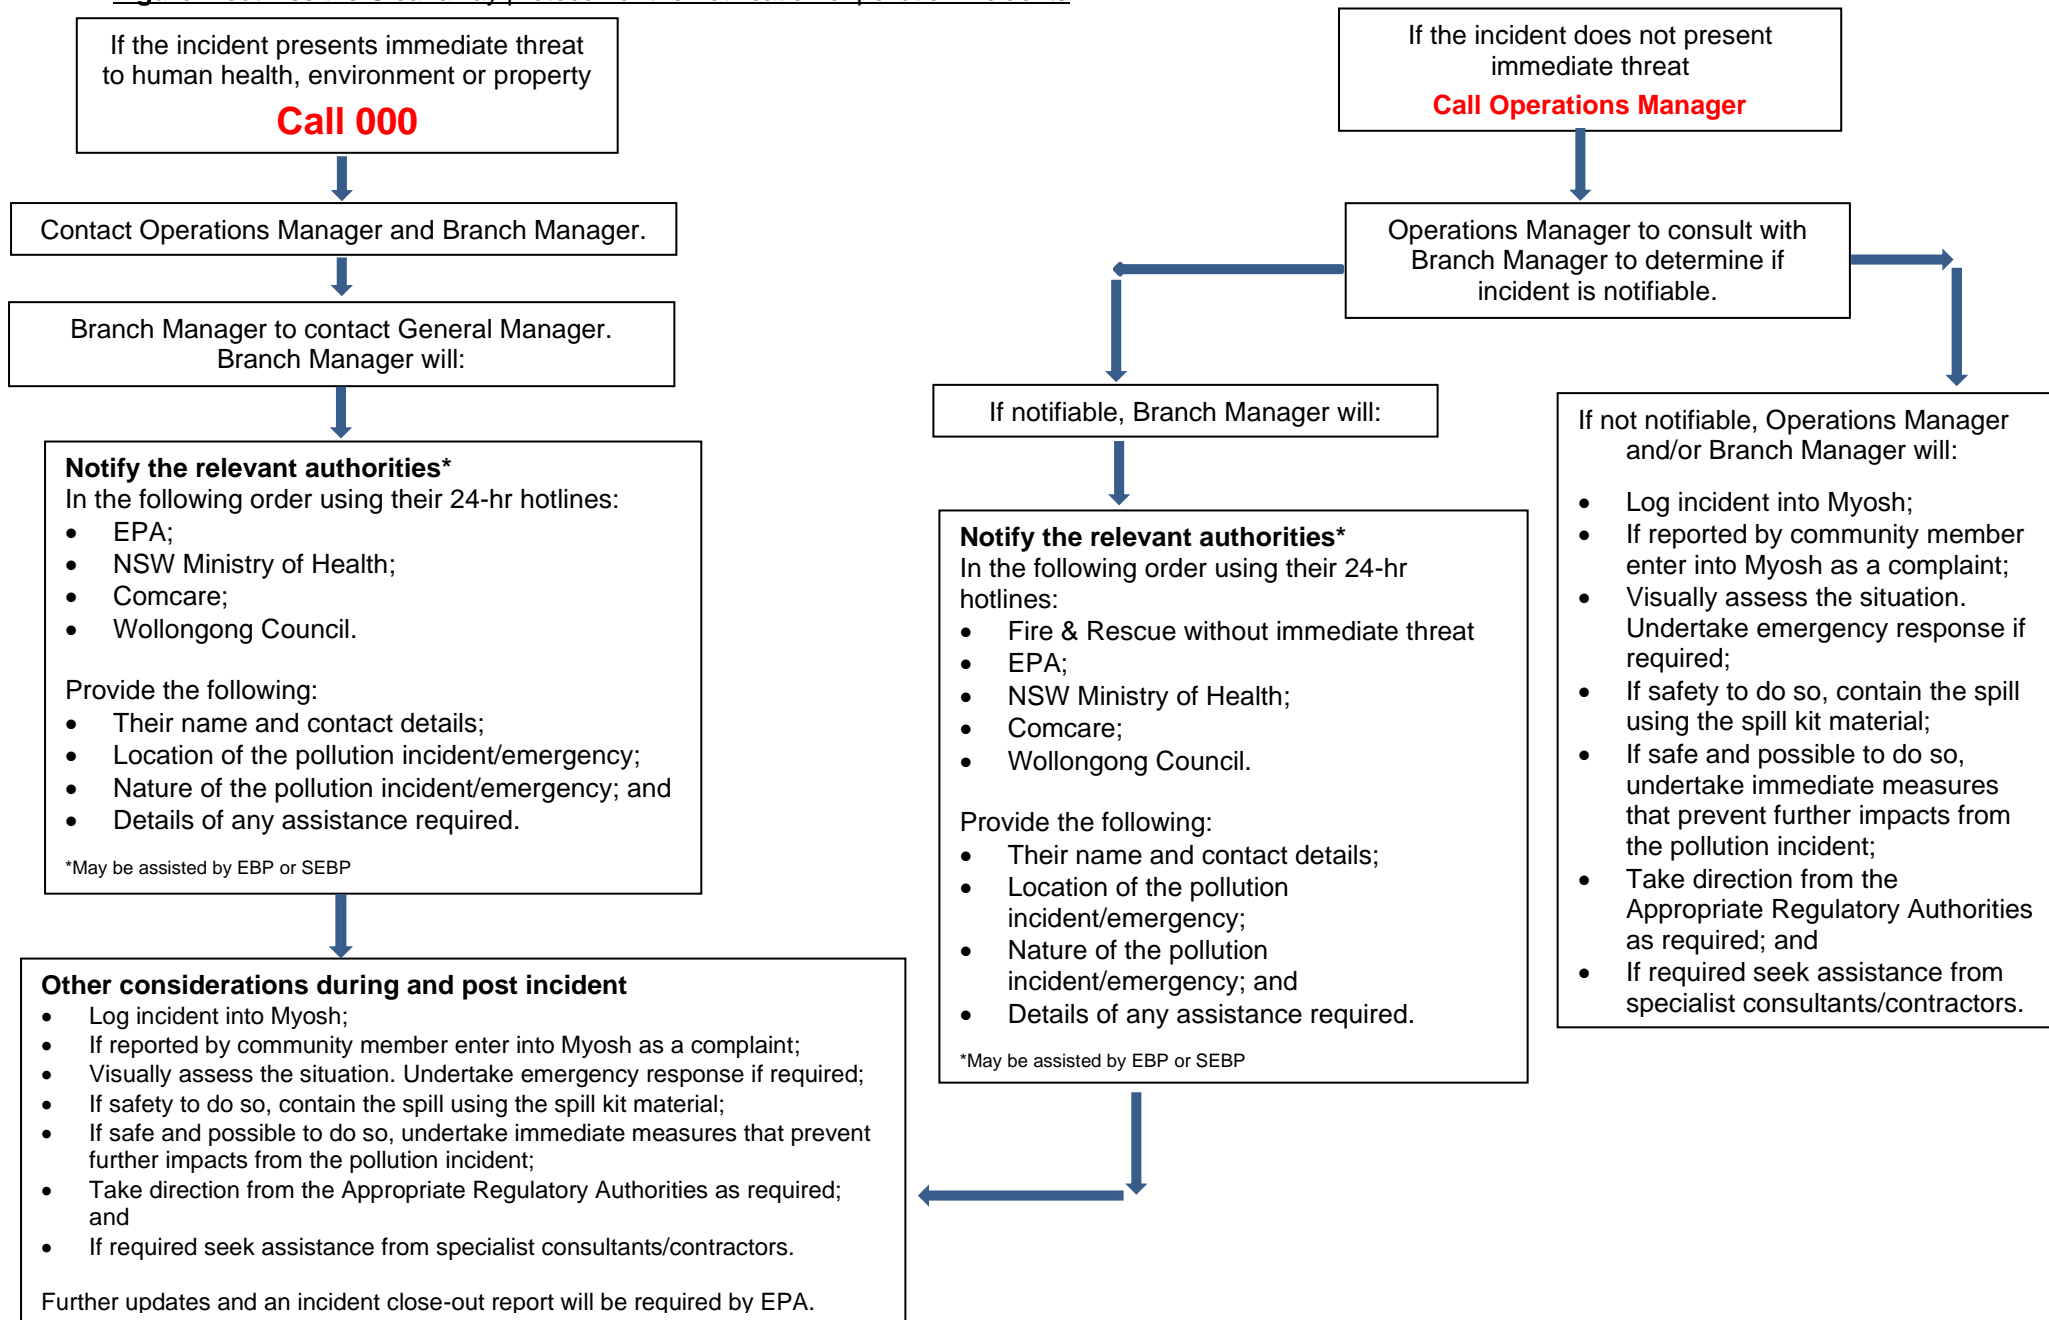 If the incident presents immediate threat
to human health, environment or property
Call 000
Contact Operations Manager and Branch Manager.
Branch Manager to contact General Manager.
Branch Manager will:
Notify the relevant authorities*
In the following order using their 24-hr hotlines:
• EPA;
• NSW Ministry of Health;
• Comcare;
• Wollongong Council.
Provide the following:
• Their name and contact details;
• Location of the pollution incident/emergency;
• Nature of the pollution incident/emergency; and
• Details of any assistance required.
*May be assisted by EBP or SEBP
Other considerations during and post incident
• Log incident into Myosh;
• If reported by community member enter into Myosh as a complaint;
• Visually assess the situation. Undertake emergency response if required;
• If safety to do so, contain the spill using the spill kit material;
• If safe and possible to do so, undertake immediate measures that prevent
further impacts from the pollution incident;
• Take direction from the Appropriate Regulatory Authorities as required;
and
• If required seek assistance from specialist consultants/contractors.
Further updates and an incident close-out report will be required by EPA.
If the incident does not present
immediate threat
Call Operations Manager
Operations Manager to consult with
Branch Manager to determine if
incident is notifiable.
If notifiable, Branch Manager will:
Notify the relevant authorities*
In the following order using their 24-hr
hotlines:
• Fire & Rescue without immediate threat
• EPA;
• NSW Ministry of Health;
• Comcare;
• Wollongong Council.
Provide the following:
• Their name and contact details;
• Location of the pollution
incident/emergency;
• Nature of the pollution
incident/emergency; and
• Details of any assistance required.
*May be assisted by EBP or SEBP
If not notifiable, Operations Manager
and/or Branch Manager will:
• Log incident into Myosh;
• If reported by community member
enter into Myosh as a complaint;
• Visually assess the situation.
Undertake emergency response if
required;
• If safety to do so, contain the spill
using the spill kit material;
• If safe and possible to do so,
undertake immediate measures
that prevent further impacts from
the pollution incident;
• Take direction from the
Appropriate Regulatory Authorities
as required; and
• If required seek assistance from
specialist consultants/contractors.